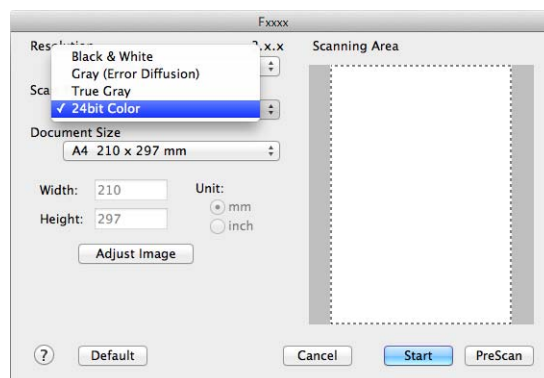 Fxxxx
Scanning Area
Black & White
Gray (Error Diffusion)
True Gray
✓ 24bit Color
Document Size
A4 210 x 297 mm
Width: 210
Unit:
mm
Height: 297
inch
Adjust Image
? Default
Cancel Start PreScan